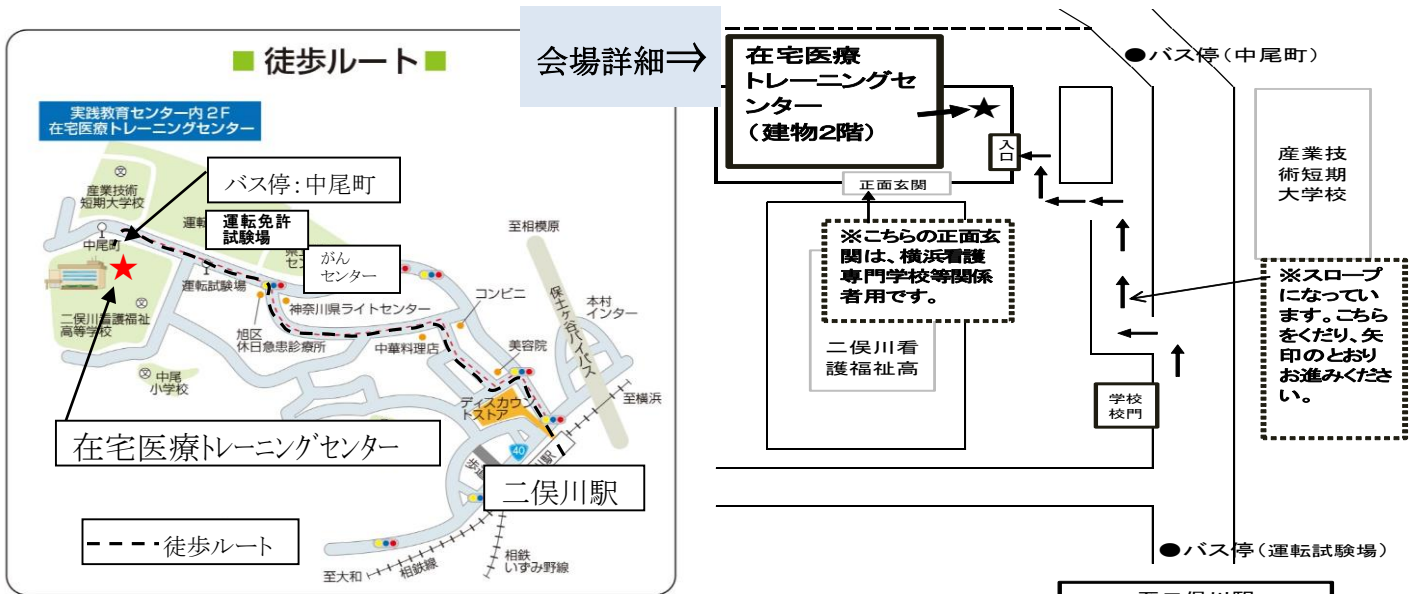 ■ 徒歩ルート ■
実践教育センター内2F
在宅医療トレーニングセンター
バス停:中尾町
産業技術
短期大学校
運転免許
試験場
至相模原
中尾町
がん
センター
運転試験場
コンビニ
本村
インター
神奈川県ライトセンター
保土ヶ谷バイパス
二俣川看護福祉
高等学校
旭区
休日急患診療所
中華料理店
美容院
中尾
小学校
ディスカウン
トストア
至横浜
在宅医療トレーニングセンター
40
二俣川駅
徒歩ルート
相鉄
いずみ野線
至大和
相鉄線
会場詳細⇒
在宅医療
トレーニングセ
ンター
(建物2階)
★
●バス停(中尾町)
入口
正面玄関
産業技
術短期
大学校
※こちらの正面玄
関は、横浜看護
専門学校等関係
者用です。
※スロープ
になってい
ます。こちら
をくだり、矢
印のとおり
お進みくださ
い。
二俣川看
護福祉高
学校
校門
●バス停(運転試験場)